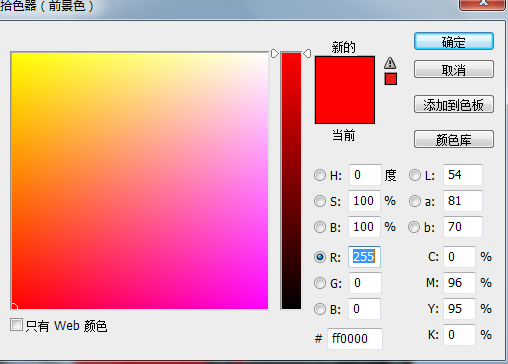 拾色器（前景色）
新的
当前
确定
取消
添加到色板
颜色库
H: 0 度
S: 100 %
B: 100 %
R: 255
G: 0
B: 0
# ff0000
L: 54
a: 81
b: 70
C: 0 %
M: 96 %
Y: 95 %
K: 0 %
只有 Web 颜色